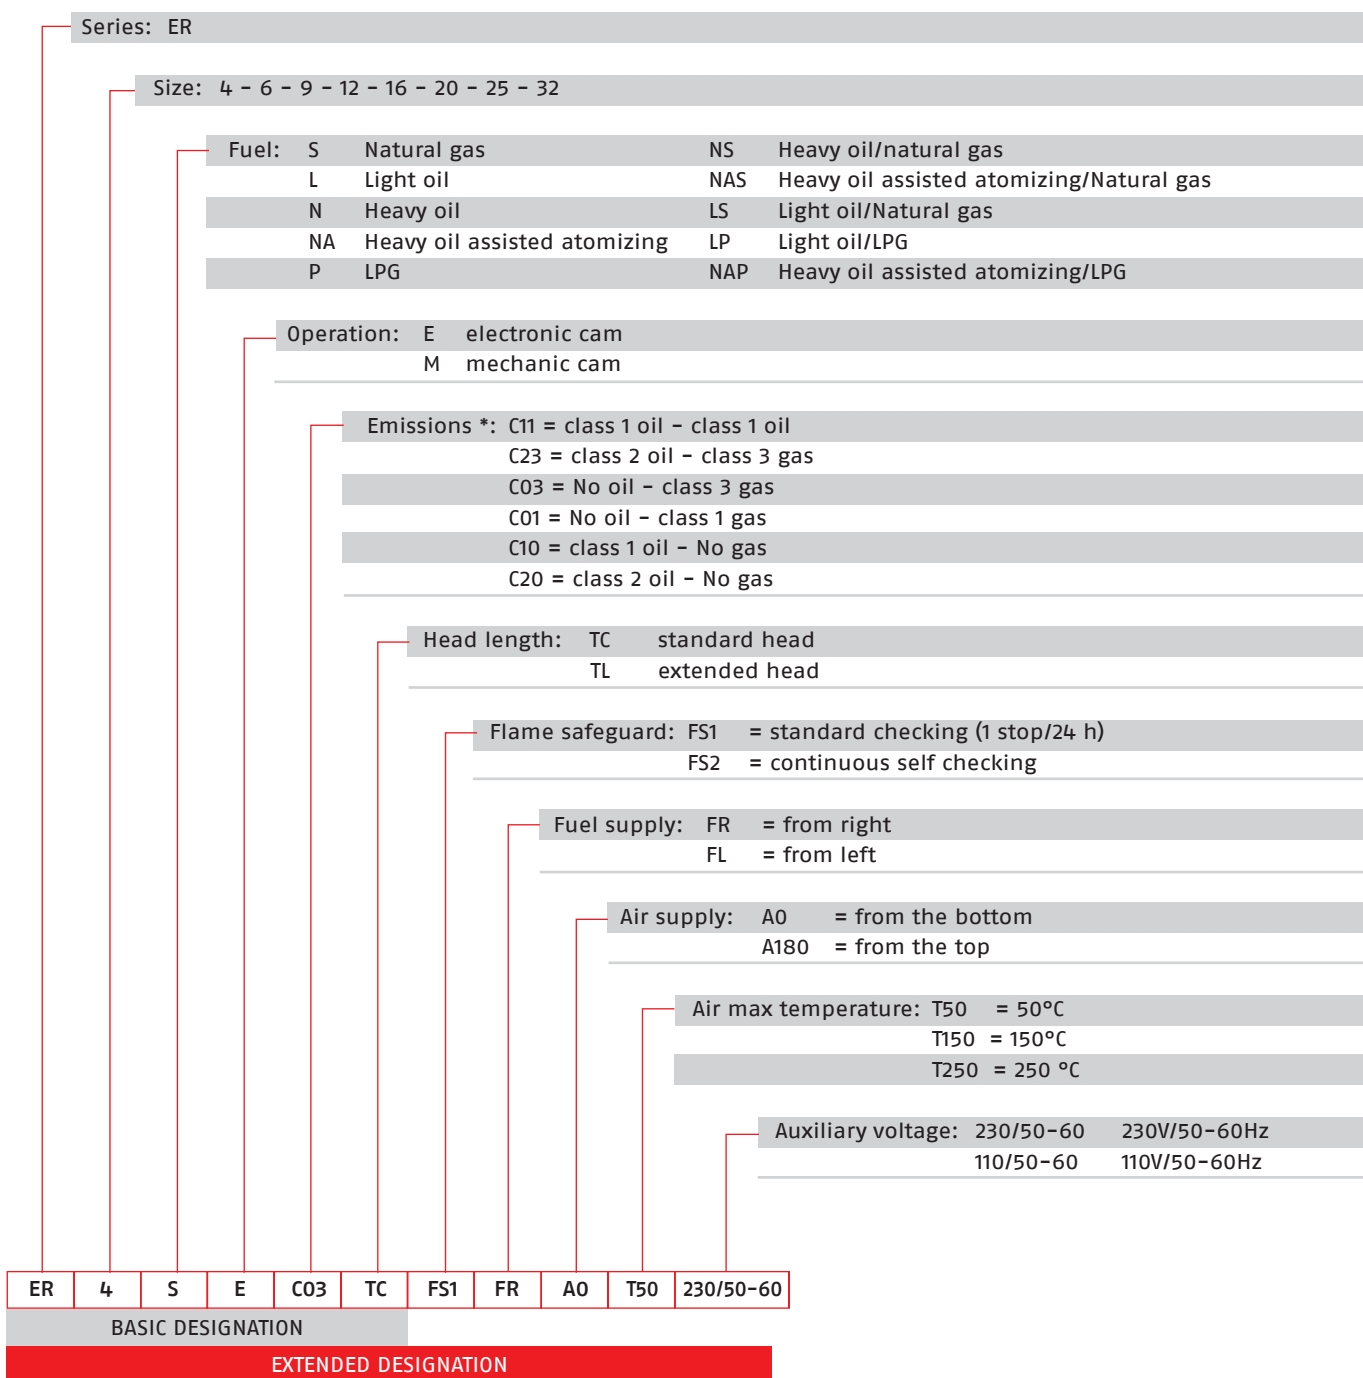 Series: ER
Size: 4 - 6 - 9 - 12 - 16 - 20 - 25 - 32
Fuel: S Natural gas NS Heavy oil/natural gas
L Light oil NAS Heavy oil assisted atomizing/Natural gas
N Heavy oil LS Light oil/Natural gas
NA Heavy oil assisted atomizing LP Light oil/LPG
P LPG NAP Heavy oil assisted atomizing/LPG
Operation: E electronic cam
M mechanic cam
Emissions *: C11 = class 1 oil - class 1 oil
C23 = class 2 oil - class 3 gas
C03 = No oil - class 3 gas
C01 = No oil - class 1 gas
C10 = class 1 oil - No gas
C20 = class 2 oil - No gas
Head length: TC standard head
TL extended head
Flame safeguard: FS1 = standard checking (1 stop/24 h)
FS2 = continuous self checking
Fuel supply: FR = from right
FL = from left
Air supply: A0 = from the bottom
A180 = from the top
Air max temperature: T50 = 50°C
T150 = 150°C
T250 = 250 °C
Auxiliary voltage: 230/50-60 230V/50-60Hz
110/50-60 110V/50-60Hz
ER 4 S E C03 TC FS1 FR A0 T50 230/50-60
BASIC DESIGNATION
EXTENDED DESIGNATION